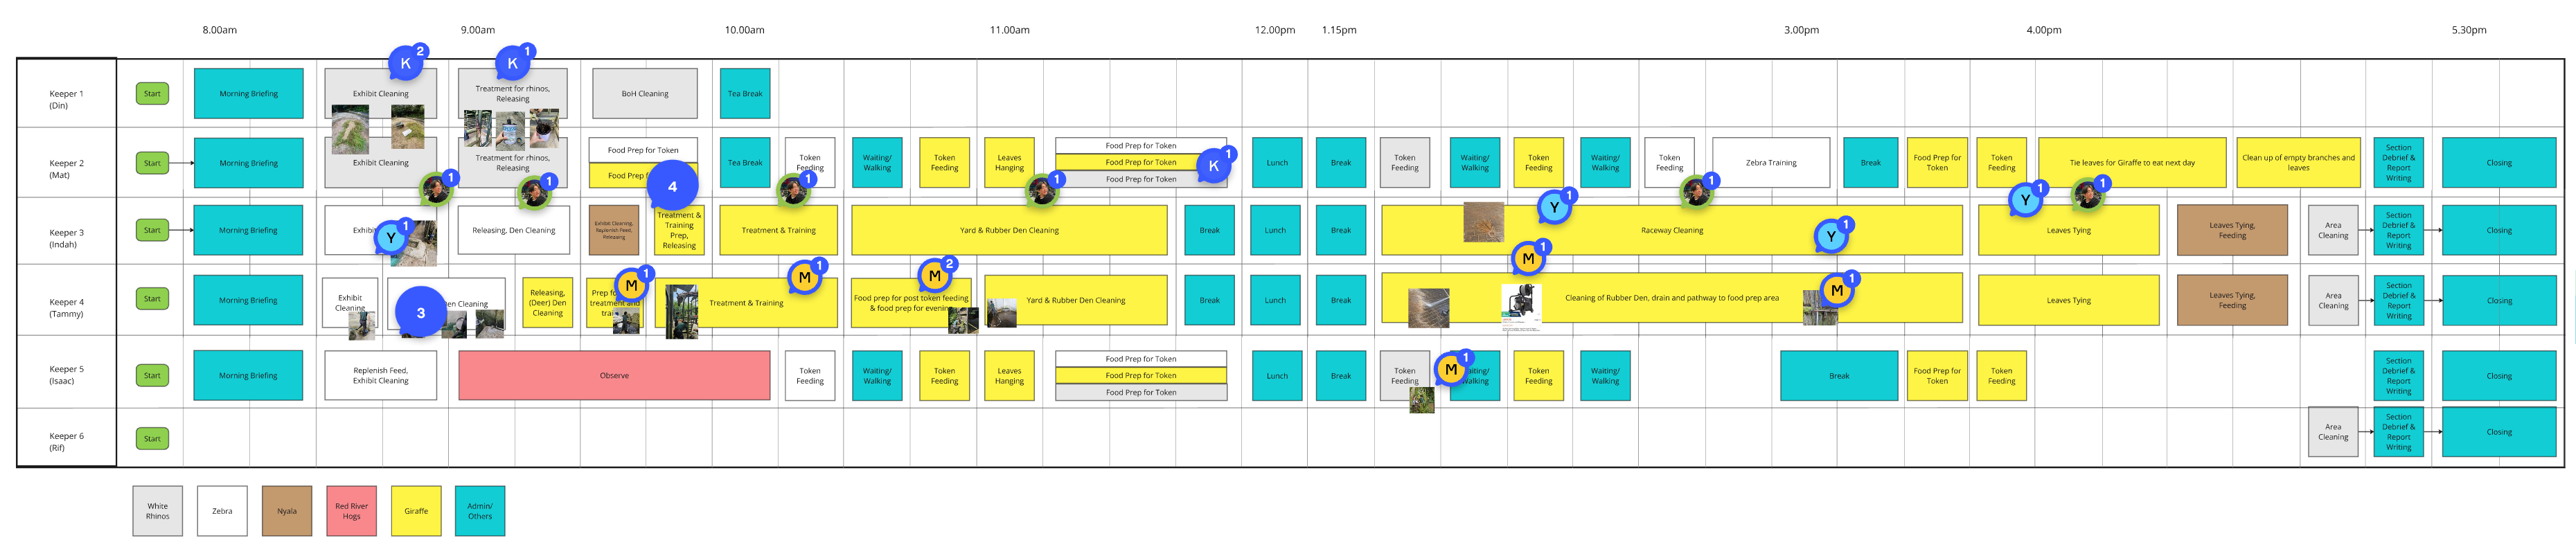 8.00am 9.00am 10.00am 11.00am 12.00pm 1.15pm 3.00pm 4.00pm 5.30pm
K 2 K 1
Keeper 1
(Din)
Start
Morning Briefing
Exhibit Cleaning
Treatment for rhinos,
Releasing
BoH Cleaning
Tea Break
Keeper 2
(Mat)
Start
Morning Briefing
Exhibit Cleaning
Treatment for rhinos,
Releasing
Food Prep for Token
Food Prep
4
Tea Break
Token
Feeding
Waiting/
Walking
Token
Feeding
Leaves
Hanging
Food Prep for Token
Food Prep for Token
Food Prep for Token
K 1
Lunch
Break
Token
Feeding
Waiting/
Walking
Token
Feeding
Waiting/
Walking
Token
Feeding
Zebra Training
Break
Food Prep for
Token
Token
Feeding
Tie leaves for Giraffe to eat next day
Clean up of empty branches and
leaves
Section
Debrief &
Report
Writing
Closing
1 1 1 1 1 1
Keeper 3
(Indah)
Start
Morning Briefing
Exhibit
Y 1
Releasing, Den Cleaning
Exhibit Cleaning,
Replenish Feed,
Releasing
Treatment &
Training
Prep,
Releasing
Treatment & Training
Yard & Rubber Den Cleaning
Break
Lunch
Break
Y 1
Raceway Cleaning
Y 1
Y 1
Leaves Tying
Leaves Tying,
Feeding
Area
Cleaning
Section
Debrief &
Report
Writing
Closing
Keeper 4
(Tammy)
Start
Morning Briefing
Exhibit
Cleaning
3
Den Cleaning
Releasing,
(Deer) Den
Cleaning
Prep for
treatment and
M 1
Treatment & Training
M 1
Food prep for post token feeding
& food prep for evening
M 2
Yard & Rubber Den Cleaning
Break
Lunch
Break
M 1
Cleaning of Rubber Den, drain and pathway to food prep area
M 1
Leaves Tying
Leaves Tying,
Feeding
Area
Cleaning
Section
Debrief &
Report
Writing
Closing
Keeper 5
(Isaac)
Start
Morning Briefing
Replenish Feed,
Exhibit Cleaning
Observe
Token
Feeding
Waiting/
Walking
Token
Feeding
Leaves
Hanging
Food Prep for Token
Food Prep for Token
Food Prep for Token
Lunch
Break
Token
Feeding
M 1
Waiting/
Walking
Token
Feeding
Waiting/
Walking
Break
Food Prep for
Token
Token
Feeding
Section
Debrief &
Report
Writing
Closing
Keeper 6
(Rif)
Start
Area
Cleaning
Section
Debrief &
Report
Writing
Closing
White
Rhinos
Zebra
Nyala
Red River
Hogs
Giraffe
Admin/
Others